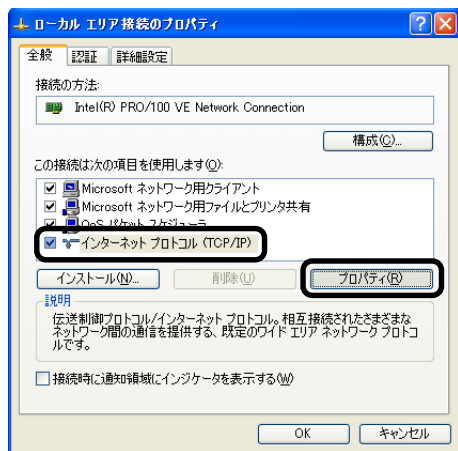 ローカル エリア接続のプロパティ
全般 認証 詳細設定
接続の方法:
Intel(R) PRO/100 VE Network Connection
構成(C)...
この接続は次の項目を使用します(O):
Microsoft ネットワーク用クライアント
Microsoft ネットワーク用ファイルとプリンタ共有
QoS パケット スケジューラ
インターネット プロトコル (TCP/IP)
インストール(N)... 削除(U) プロパティ(R)
説明
伝送制御プロトコル/インターネット プロトコル。相互接続されたさまざまな
ネットワーク間の通信を提供する、既定のワイド エリア ネットワーク プロトコ
ルです。
接続時に通知領域にインジケータを表示する(W)
OK キャンセル